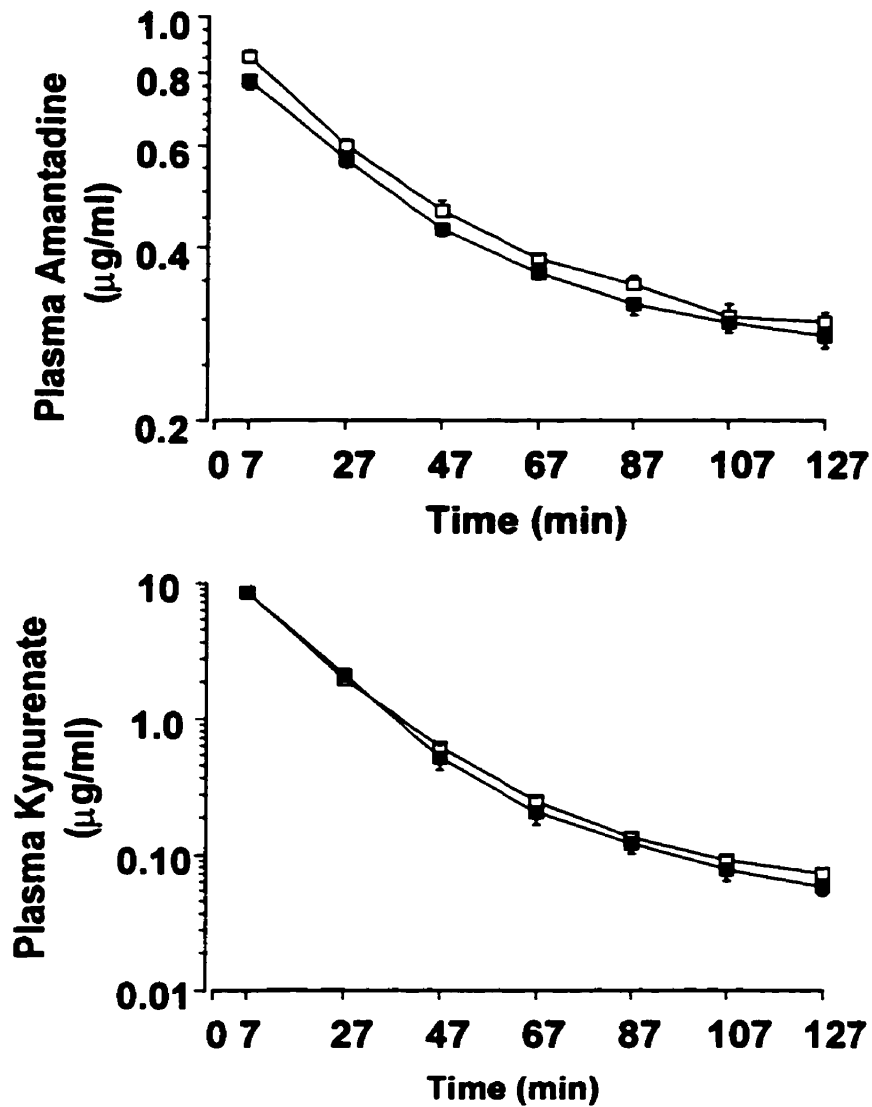 Plasma Amantadine
(µg/ml)
1.0
0.8
0.6
0.4
0.2
0 7 27 47 67 87 107 127
Time (min)
Plasma Kynurenate
(µg/ml)
10
1.0
0.10
0.01
0 7 27 47 67 87 107 127
Time (min)